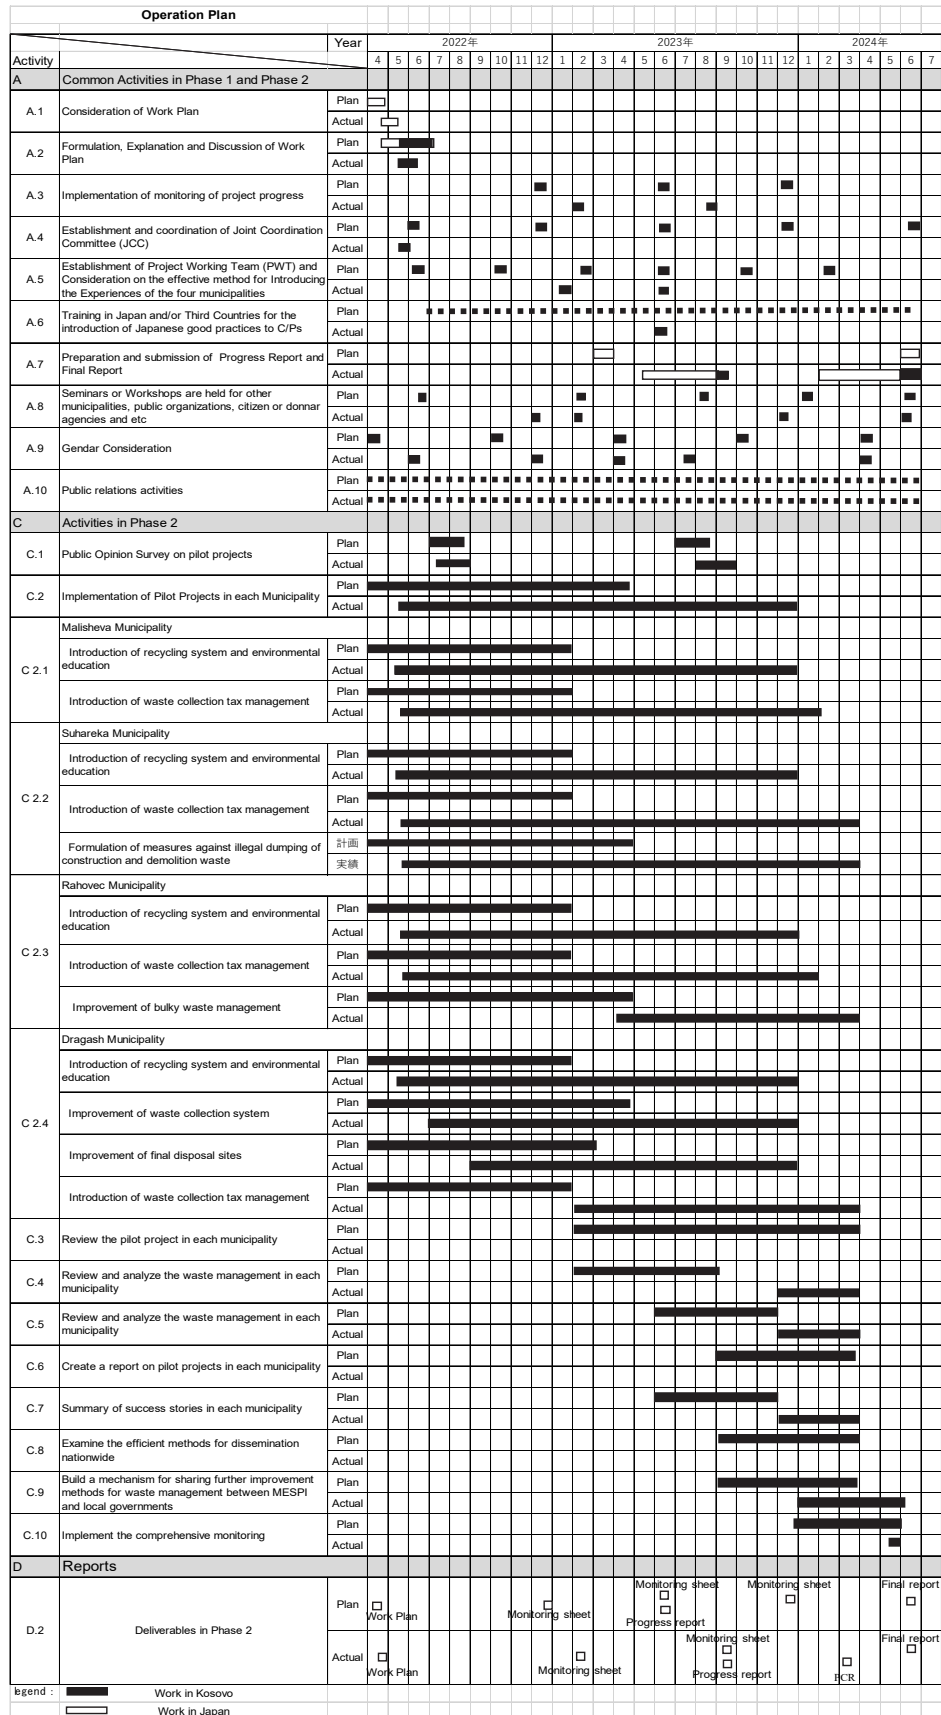 Operation Plan
Year 2022年 2023年 2024年
Activity 4 5 6 7 8 9 10 11 12 1 2 3 4 5 6 7 8 9 10 11 12 1 2 3 4 5 6 7
A Common Activities in Phase 1 and Phase 2
A.1 Consideration of Work Plan
Plan
Actual
A.2 Formulation, Explanation and Discussion of Work
Plan
Plan
Actual
A.3 Implementation of monitoring of project progress
Plan
Actual
A.4 Establishment and coordination of Joint Coordination
Committee (JCC)
Plan
Actual
A.5 Establishment of Project Working Team (PWT) and
Consideration on the effective method for Introducing
the Experiences of the four municipalities
Plan
Actual
A.6 Training in Japan and/or Third Countries for the
introduction of Japanese good practices to C/Ps
Plan
Actual
A.7 Preparation and submission of Progress Report and
Final Report
Plan
Actual
A.8 Seminars or Workshops are held for other
municipalities, public organizations, citizen or donnar
agencies and etc
Plan
Actual
A.9 Gendar Consideration
Plan
Actual
A.10 Public relations activities
Plan
Actual
C Activities in Phase 2
C.1 Public Opinion Survey on pilot projects
Plan
Actual
C.2 Implementation of Pilot Projects in each Municipality
Plan
Actual
C 2.1
Malisheva Municipality
Introduction of recycling system and environmental
education
Plan
Actual
Introduction of waste collection tax management
Plan
Actual
C 2.2
Suhareka Municipality
Introduction of recycling system and environmental
education
Plan
Actual
Introduction of waste collection tax management
Plan
Actual
Formulation of measures against illegal dumping of
construction and demolition waste
計画
実績
C 2.3
Rahovec Municipality
Introduction of recycling system and environmental
education
Plan
Actual
Introduction of waste collection tax management
Plan
Actual
Improvement of bulky waste management
Plan
Actual
C 2.4
Dragash Municipality
Introduction of recycling system and environmental
education
Plan
Actual
Improvement of waste collection system
Plan
Actual
Improvement of final disposal sites
Plan
Actual
Introduction of waste collection tax management
Plan
Actual
C.3 Review the pilot project in each municipality
Plan
Actual
C.4 Review and analyze the waste management in each
municipality
Plan
Actual
C.5 Review and analyze the waste management in each
municipality
Plan
Actual
C.6 Create a report on pilot projects in each municipality
Plan
Actual
C.7 Summary of success stories in each municipality
Plan
Actual
C.8 Examine the efficient methods for dissemination
nationwide
Plan
Actual
C.9 Build a mechanism for sharing further improvement
methods for waste management between MESPI
and local governments
Plan
Actual
C.10 Implement the comprehensive monitoring
Plan
Actual
D Reports
D.2 Deliverables in Phase 2
Plan
Work Plan
Monitoring sheet
Monitoring sheet
Progress report
Monitoring sheet
Final report
Actual
Work Plan
Monitoring sheet
Monitoring sheet
Progress report
PCR
Final report
legend :
Work in Kosovo
Work in Japan